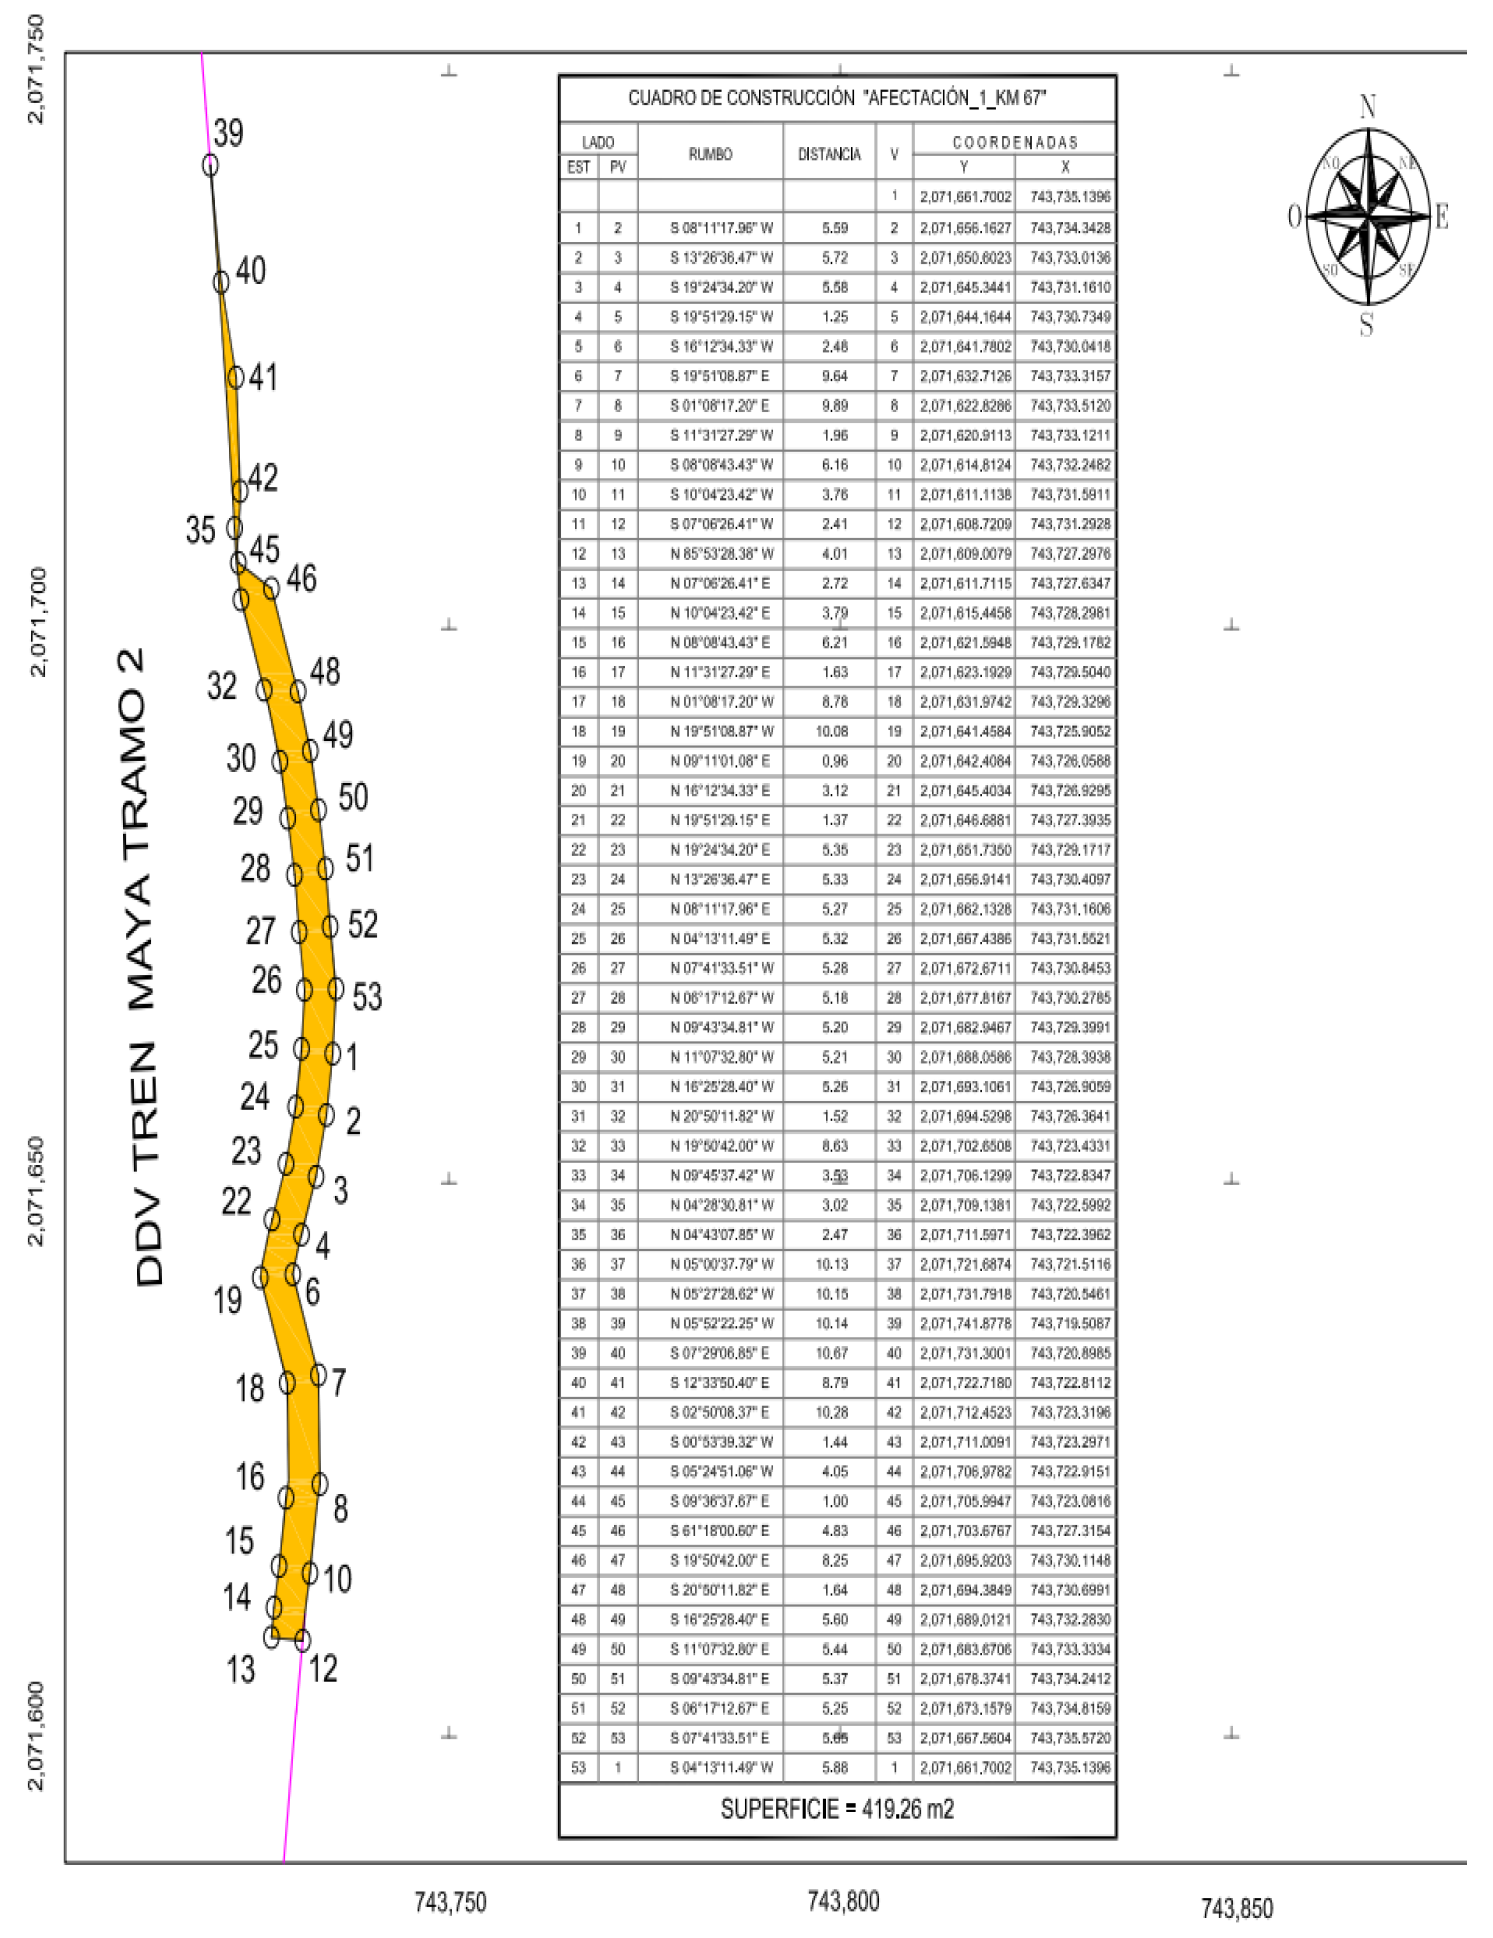 2,071,750
2,071,700
2,071,650
2,071,600
743,750
743,800
743,850
DDV TREN MAYA TRAMO 2
39
40
41
42
35
45
46
32
48
30
49
29
50
28
51
27
52
26
53
25
1
24
2
23
3
22
4
19
6
18
7
16
8
15
10
14
13
12
N
NO
NE
O
E
SO
SE
S
CUADRO DE CONSTRUCCIÓN "AFECTACIÓN_1_KM 67"
LADO RUMBO DISTANCIA V COORDENADAS
EST PV Y X
1 2,071,661.7002 743,735.1396
1 2 S 08°11'17.96" W 5.59 2 2,071,656.1627 743,734.3428
2 3 S 13°26'36.47" W 5.72 3 2,071,650.6023 743,733.0136
3 4 S 19°24'34.20" W 5.58 4 2,071,645.3441 743,731.1610
4 5 S 19°51'29.15" W 1.25 5 2,071,644.1644 743,730.7349
5 6 S 16°12'34.33" W 2.48 6 2,071,641.7802 743,730.0418
6 7 S 19°51'08.87" E 9.64 7 2,071,632.7126 743,733.3157
7 8 S 01°08'17.20" E 9.89 8 2,071,622.8286 743,733.5120
8 9 S 11°31'27.29" W 1.96 9 2,071,620.9113 743,733.1211
9 10 S 08°08'43.43" W 6.16 10 2,071,614.8124 743,732.2482
10 11 S 10°04'23.42" W 3.76 11 2,071,611.1138 743,731.5911
11 12 S 07°06'26.41" W 2.41 12 2,071,608.7209 743,731.2928
12 13 N 85°53'28.38" W 4.01 13 2,071,609.0079 743,727.2976
13 14 N 07°06'26.41" E 2.72 14 2,071,611.7115 743,727.6347
14 15 N 10°04'23.42" E 3.79 15 2,071,615.4458 743,728.2981
15 16 N 08°08'43.43" E 6.21 16 2,071,621.5948 743,729.1782
16 17 N 11°31'27.29" E 1.63 17 2,071,623.1929 743,729.5040
17 18 N 01°08'17.20" W 8.78 18 2,071,631.9742 743,729.3296
18 19 N 19°51'08.87" W 10.08 19 2,071,641.4584 743,725.9052
19 20 N 09°11'01.08" E 0.96 20 2,071,642.4084 743,726.0588
20 21 N 16°12'34.33" E 3.12 21 2,071,645.4034 743,726.9295
21 22 N 19°51'29.15" E 1.37 22 2,071,646.6881 743,727.3935
22 23 N 19°24'34.20" E 5.35 23 2,071,651.7350 743,729.1717
23 24 N 13°26'36.47" E 5.33 24 2,071,656.9141 743,730.4097
24 25 N 08°11'17.96" E 5.27 25 2,071,662.1328 743,731.1606
25 26 N 04°13'11.49" E 5.32 26 2,071,667.4386 743,731.5521
26 27 N 07°41'33.51" W 5.28 27 2,071,672.6711 743,730.8453
27 28 N 06°17'12.67" W 5.18 28 2,071,677.8167 743,730.2785
28 29 N 09°43'34.81" W 5.20 29 2,071,682.9467 743,729.3991
29 30 N 11°07'32.80" W 5.21 30 2,071,688.0586 743,728.3938
30 31 N 16°25'28.40" W 5.26 31 2,071,693.1061 743,726.9059
31 32 N 20°50'11.82" W 1.52 32 2,071,694.5298 743,726.3641
32 33 N 19°50'42.00" W 8.63 33 2,071,702.6508 743,723.4331
33 34 N 09°45'37.42" W 3.53 34 2,071,706.1299 743,722.8347
34 35 N 04°28'30.81" W 3.02 35 2,071,709.1381 743,722.5992
35 36 N 04°43'07.85" W 2.47 36 2,071,711.5971 743,722.3962
36 37 N 05°00'37.79" W 10.13 37 2,071,721.6874 743,721.5116
37 38 N 05°27'28.62" W 10.15 38 2,071,731.7918 743,720.5461
38 39 N 05°52'22.25" W 10.14 39 2,071,741.8778 743,719.5087
39 40 S 07°29'06.85" E 10.67 40 2,071,731.3001 743,720.8985
40 41 S 12°33'50.40" E 8.79 41 2,071,722.7180 743,722.8112
41 42 S 02°50'08.37" E 10.28 42 2,071,712.4523 743,723.3196
42 43 S 00°53'39.32" W 1.44 43 2,071,711.0091 743,723.2971
43 44 S 05°24'51.06" W 4.05 44 2,071,706.9782 743,722.9151
44 45 S 09°36'37.67" E 1.00 45 2,071,705.9947 743,723.0816
45 46 S 61°18'00.60" E 4.83 46 2,071,703.6767 743,727.3154
46 47 S 19°50'42.00" E 8.25 47 2,071,695.9203 743,730.1148
47 48 S 20°50'11.82" E 1.64 48 2,071,694.3849 743,730.6991
48 49 S 16°25'28.40" E 5.60 49 2,071,689.0121 743,732.2830
49 50 S 11°07'32.80" E 5.44 50 2,071,683.6706 743,733.3334
50 51 S 09°43'34.81" E 5.37 51 2,071,678.3741 743,734.2412
51 52 S 06°17'12.67" E 5.25 52 2,071,673.1579 743,734.8159
52 53 S 07°41'33.51" E 5.65 53 2,071,667.5604 743,735.5720
53 1 S 04°13'11.49" W 5.88 1 2,071,661.7002 743,735.1396
SUPERFICIE = 419.26 m2